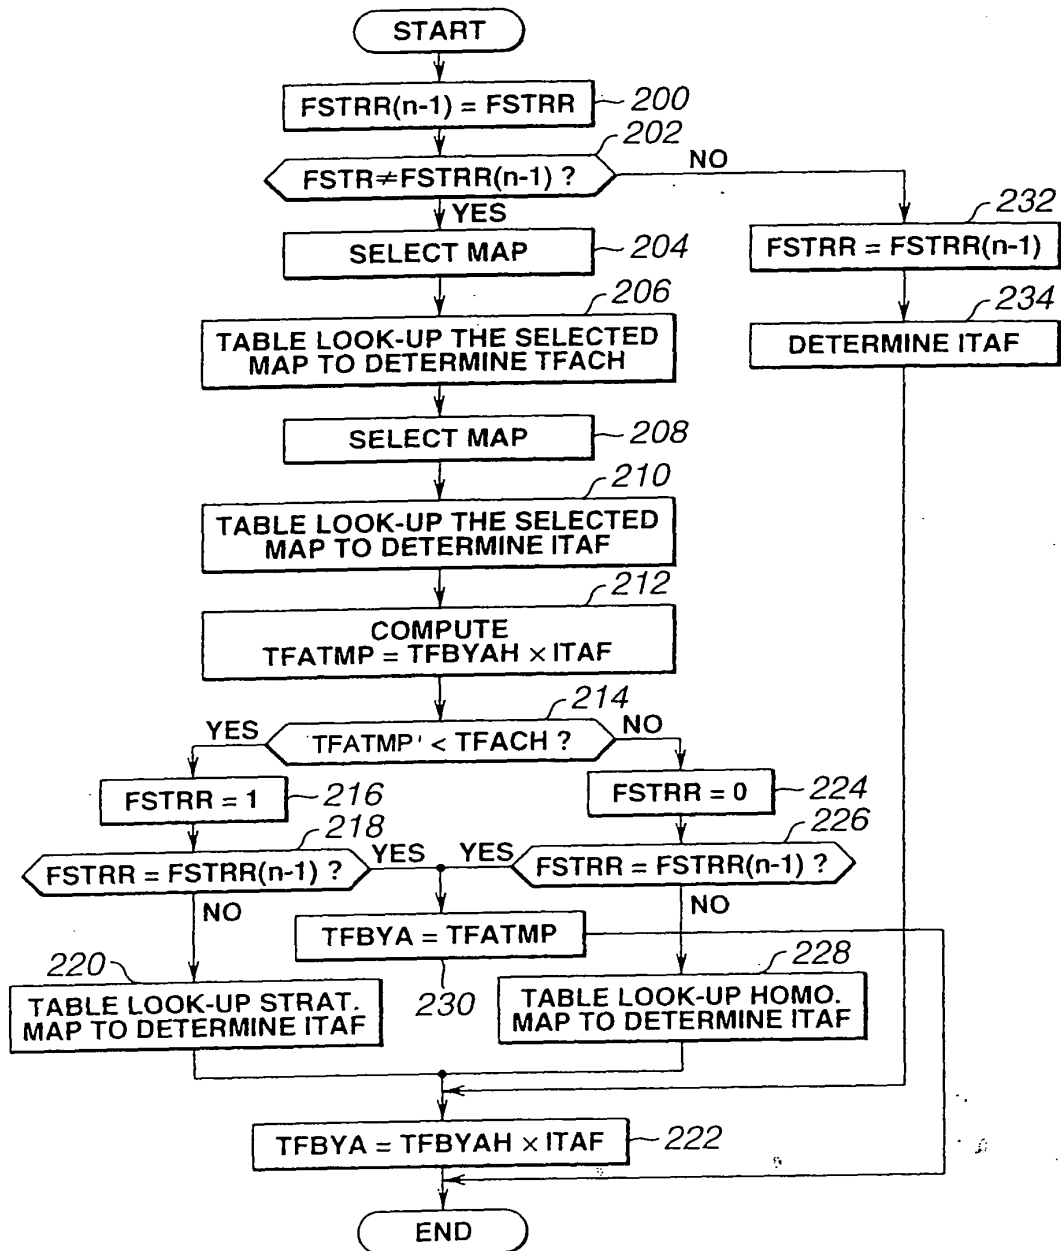 START
FSTRR(n-1) = FSTRR
200
202
FSTR≠FSTRR(n-1) ?
NO
YES
232
SELECT MAP
204
FSTRR = FSTRR(n-1)
206
234
TABLE LOOK-UP THE SELECTED
MAP TO DETERMINE TFACH
DETERMINE ITAF
SELECT MAP
208
210
TABLE LOOK-UP THE SELECTED
MAP TO DETERMINE ITAF
212
COMPUTE
TFATMP = TFBYAH × ITAF
214
YES
TFATMP < TFACH ?
NO
FSTRR = 1
216
FSTRR = 0
224
218
226
FSTRR = FSTRR(n-1) ?
YES
YES
FSTRR = FSTRR(n-1) ?
NO
NO
TFBYA = TFATMP
230
220
228
TABLE LOOK-UP STRAT.
MAP TO DETERMINE ITAF
TABLE LOOK-UP HOMO.
MAP TO DETERMINE ITAF
TFBYA = TFBYAH × ITAF
222
END